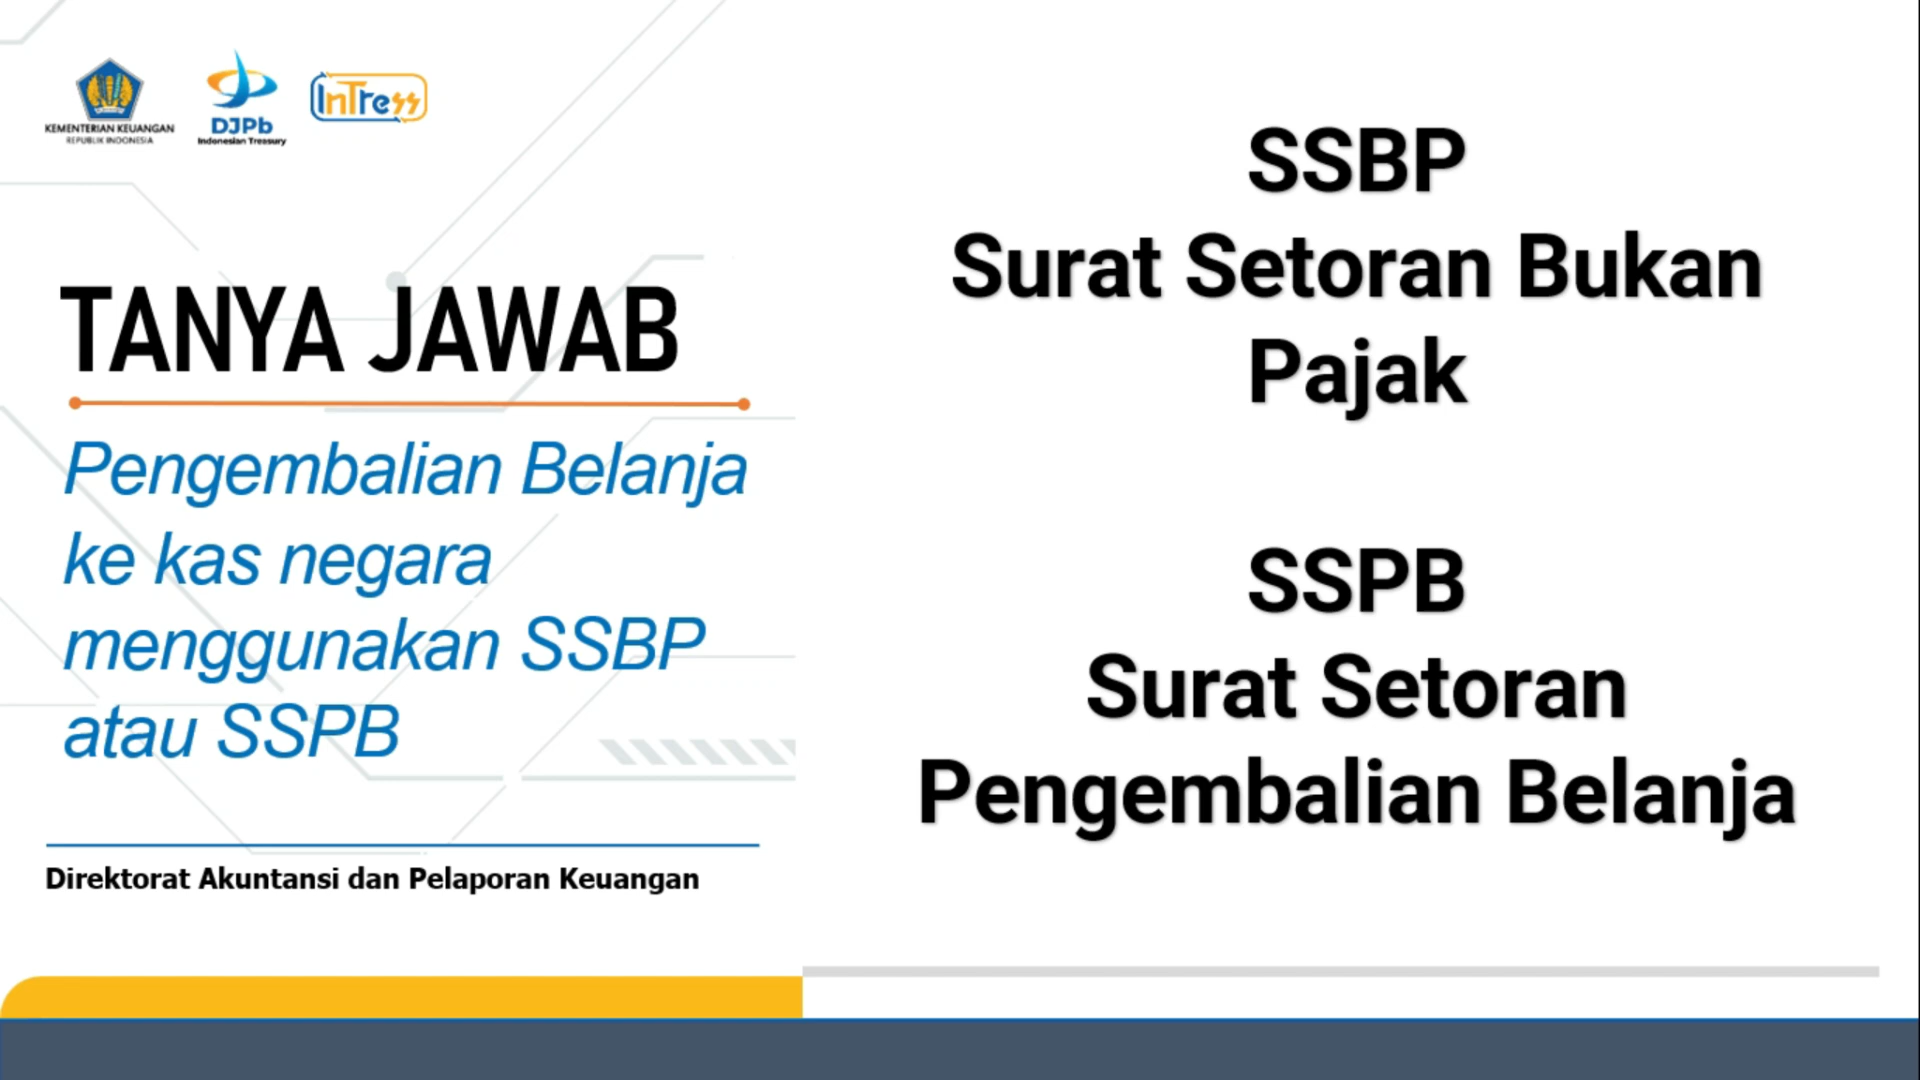 KEMENTERIAN KEUANGAN
REPUBLIK INDONESIA
DJPb
Indonesian Treasury
InTress
TANYA JAWAB
Pengembalian Belanja
ke kas negara
menggunakan SSBP
atau SSPB
Direktorat Akuntansi dan Pelaporan Keuangan
SSBP
Surat Setoran Bukan
Pajak
SSPB
Surat Setoran
Pengembalian Belanja